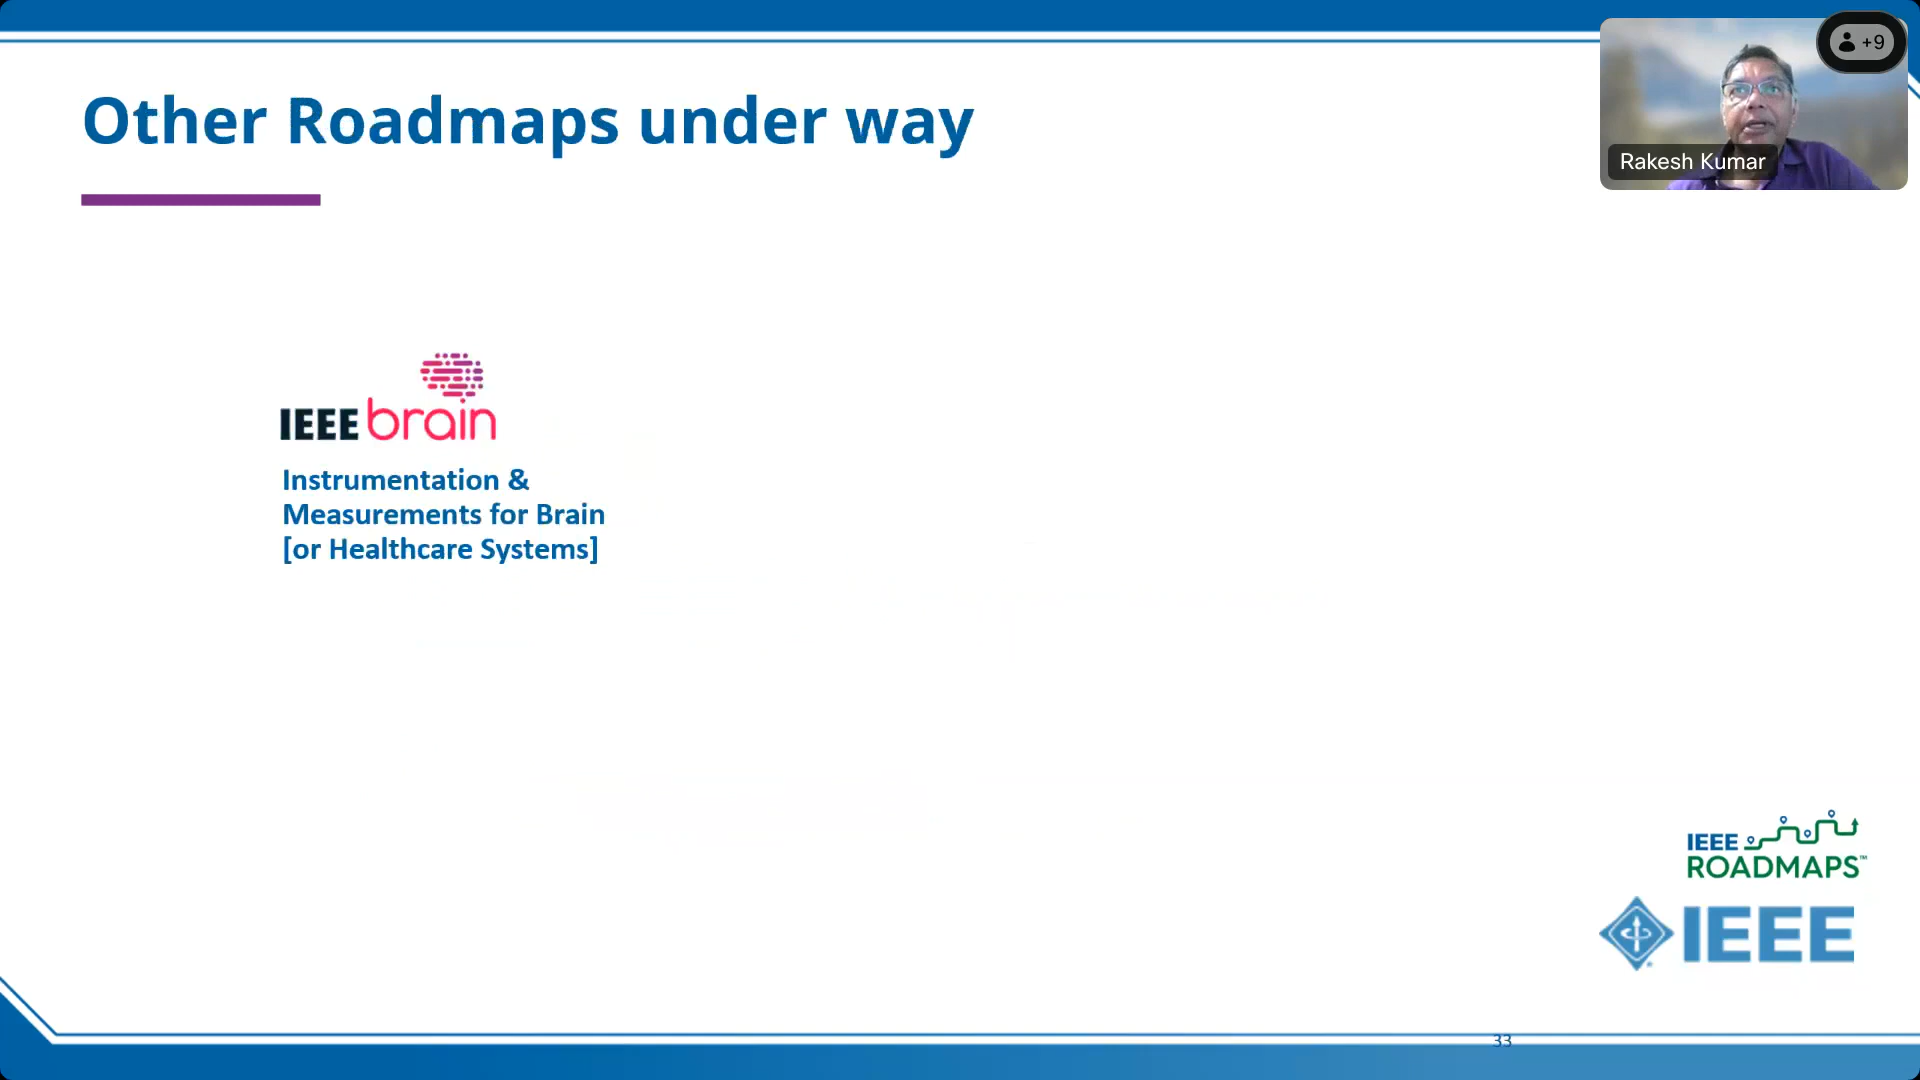 +9
Other Roadmaps under way
Rakesh Kumar
IEEE brain
Instrumentation &
Measurements for Brain
[or Healthcare Systems]
IEEE
ROADMAPS™
IEEE
33